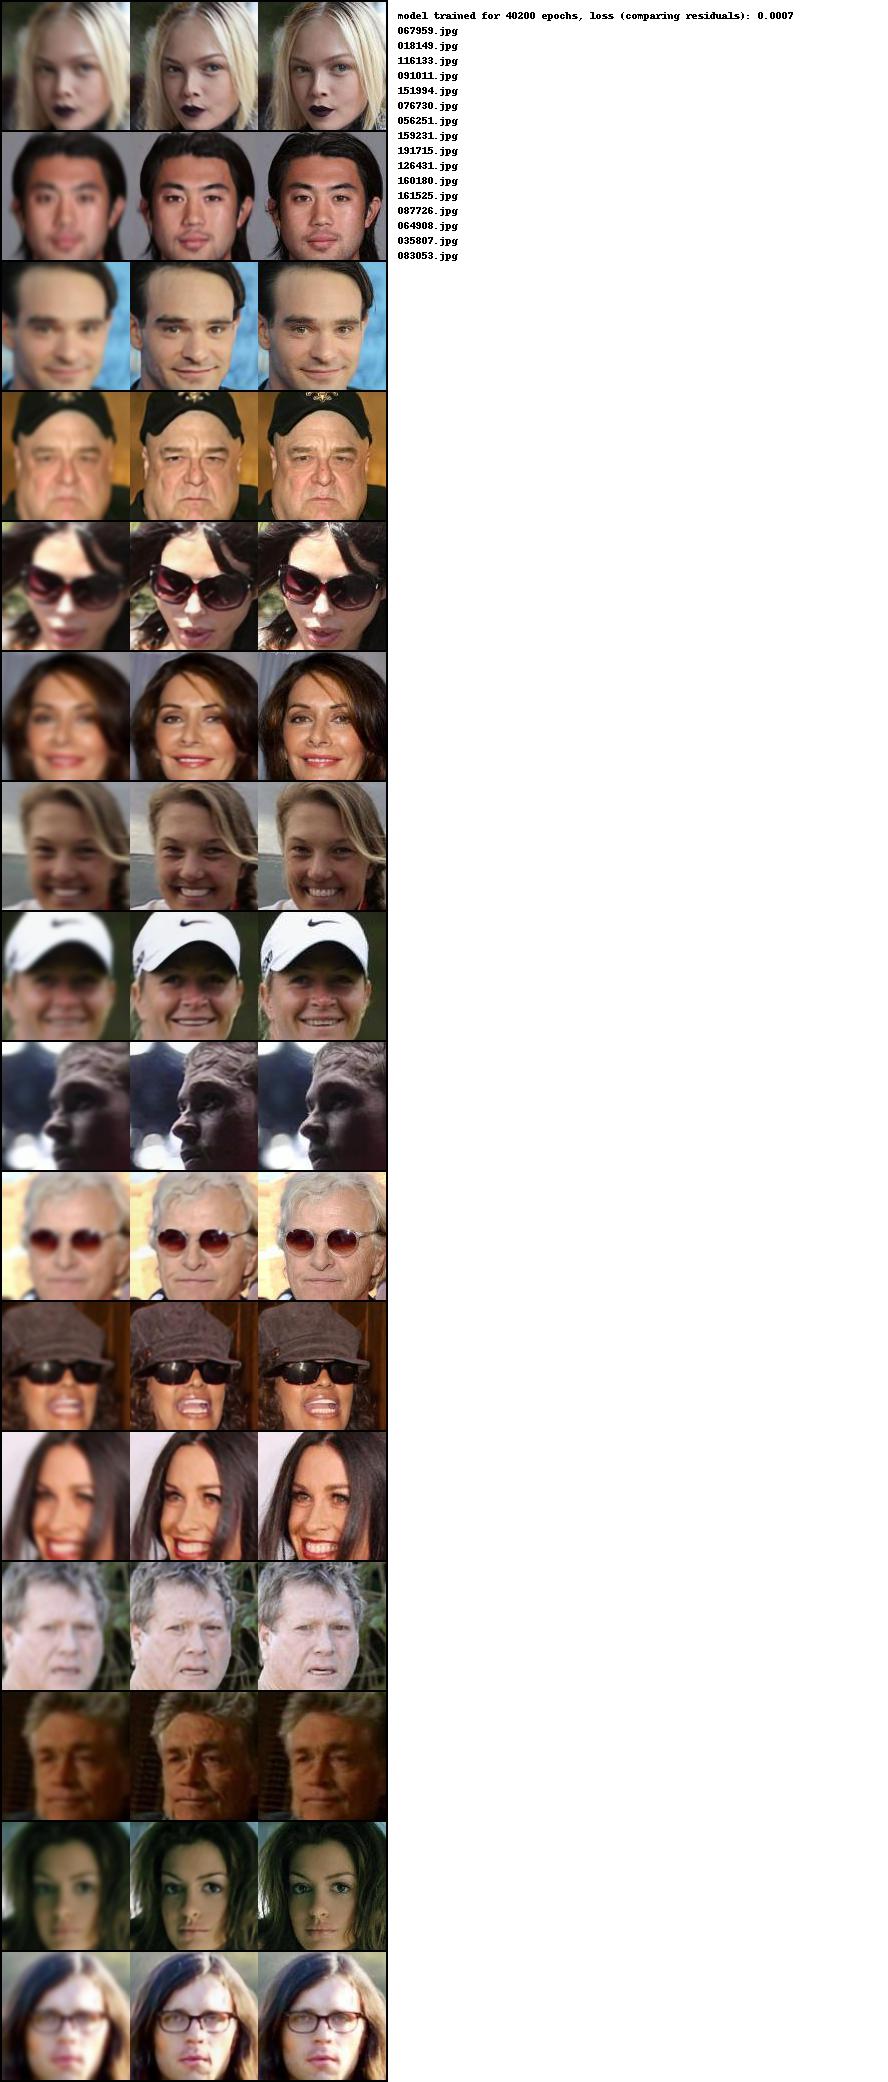 model trained for 40200 epochs, loss (comparing residuals): 0.0007
067959.jpg
018149.jpg
116133.jpg
091011.jpg
151994.jpg
076730.jpg
056251.jpg
159231.jpg
191715.jpg
126431.jpg
160180.jpg
161525.jpg
087726.jpg
064908.jpg
035807.jpg
083053.jpg